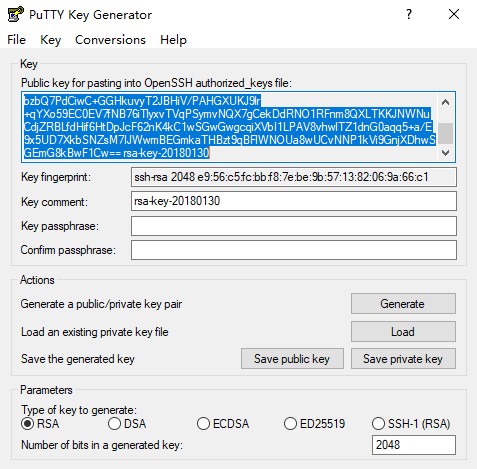 PuTTY Key Generator
File Key Conversions Help
Key
Public key for pasting into OpenSSH authorized_keys file:
bzbQ7PdCiwC+GGHkuvyT2JBHiV/PAHGXUKJ9Ir
+qYXo59EC0EV7fNB76iTlyxvTVqPSymvNQX7gCekDdRNO1RFnm8QXLTKKJNWNu
CdjZRBLfdHif6HtDpJcF62nK4kC1wSGwGwgcqiXVbI1LPAV8vhwITZ1dnG0aqq5+a/E
9x5UD7XkbSNZsM7lJWwmBEGmkaTHBzt9qBFlWNOUa8wUCvNNP1kVi9GnjXDhwS
GEmG8kBwF1Cw== rsa-key-20180130
Key fingerprint: ssh-rsa 2048 e9:56:c5:fc:bb:f8:7e:be:9b:57:13:82:06:9a:66:c1
Key comment: rsa-key-20180130
Key passphrase:
Confirm passphrase:
Actions
Generate a public/private key pair Generate
Load an existing private key file Load
Save the generated key Save public key Save private key
Parameters
Type of key to generate:
RSA DSA ECDSA ED25519 SSH-1 (RSA)
Number of bits in a generated key: 2048